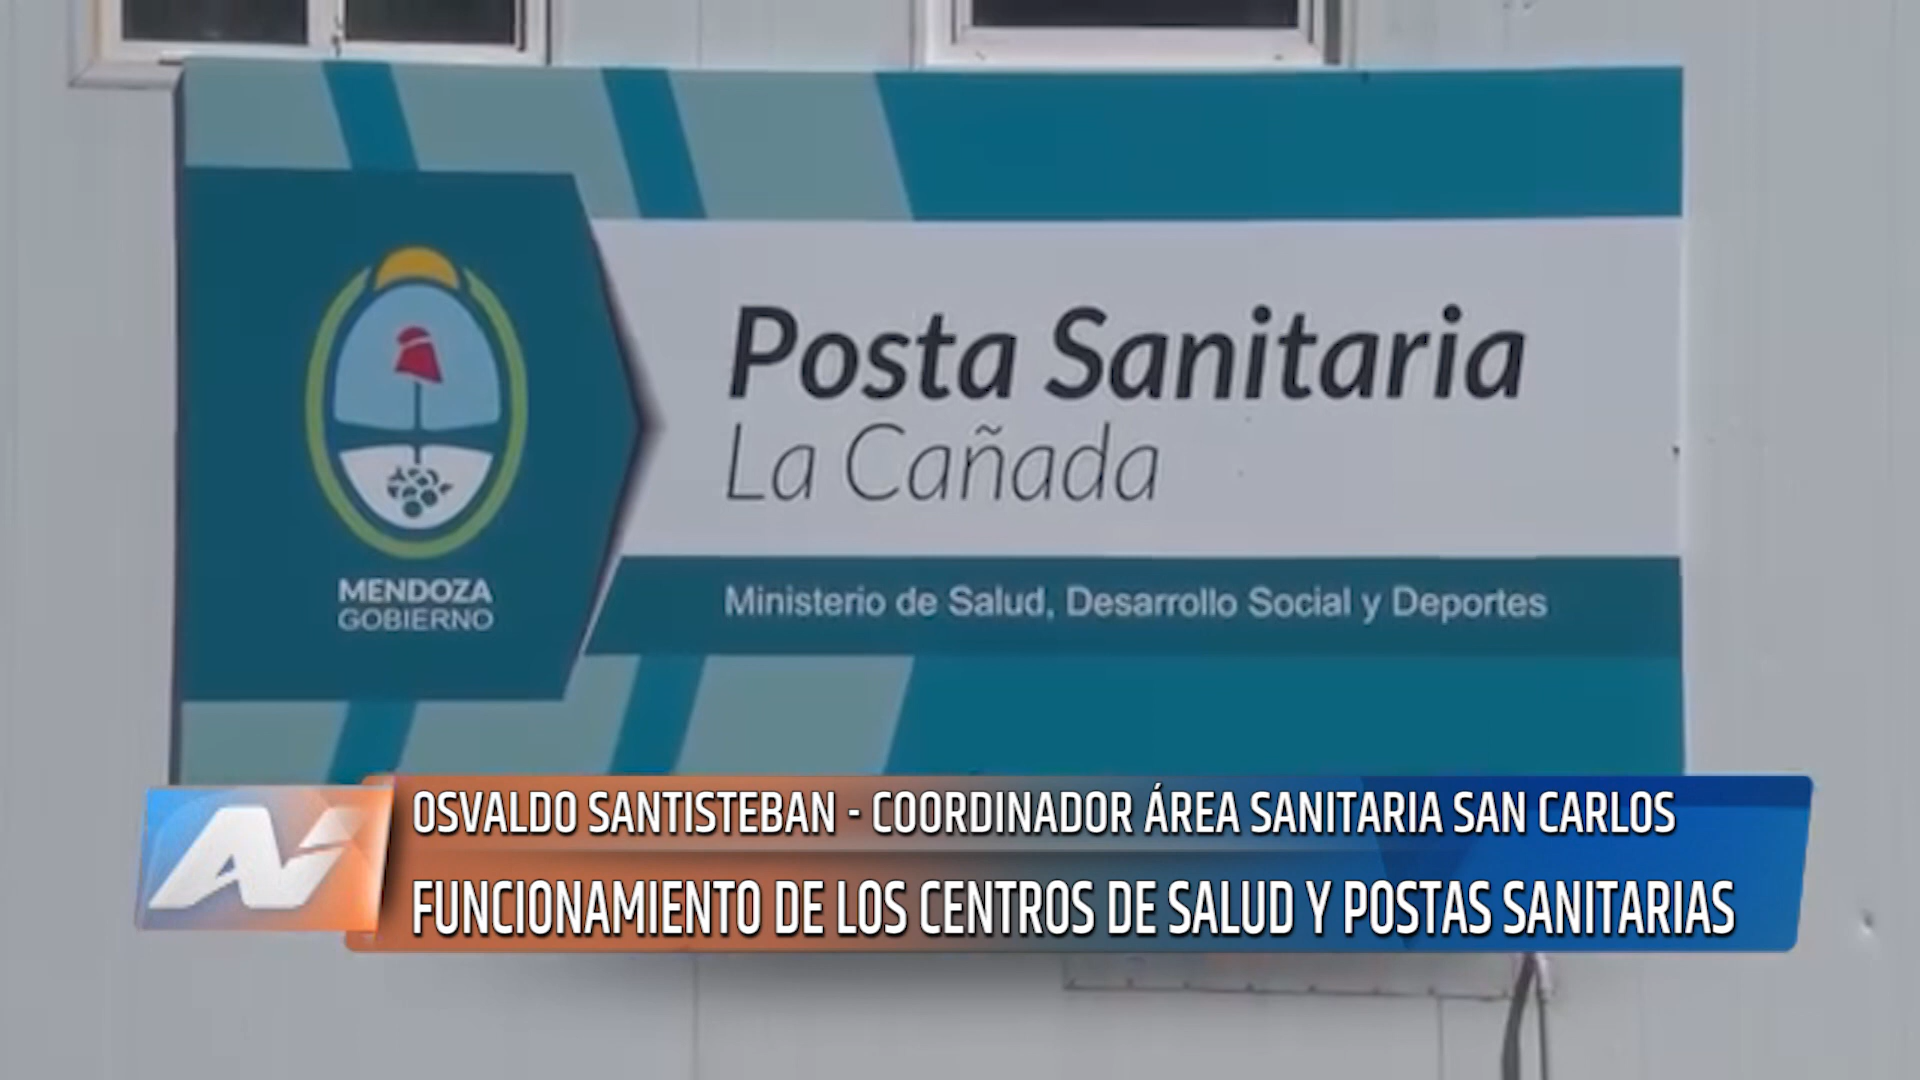 Posta Sanitaria
La Cañada
MENDOZA
GOBIERNO
Ministerio de Salud, Desarrollo Social y Deportes
OSVALDO SANTISTEBAN - COORDINADOR ÁREA SANITARIA SAN CARLOS
FUNCIONAMIENTO DE LOS CENTROS DE SALUD Y POSTAS SANITARIAS